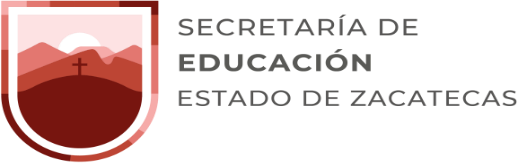 SECRETARÍA DE
EDUCACIÓN
ESTADO DE ZACATECAS